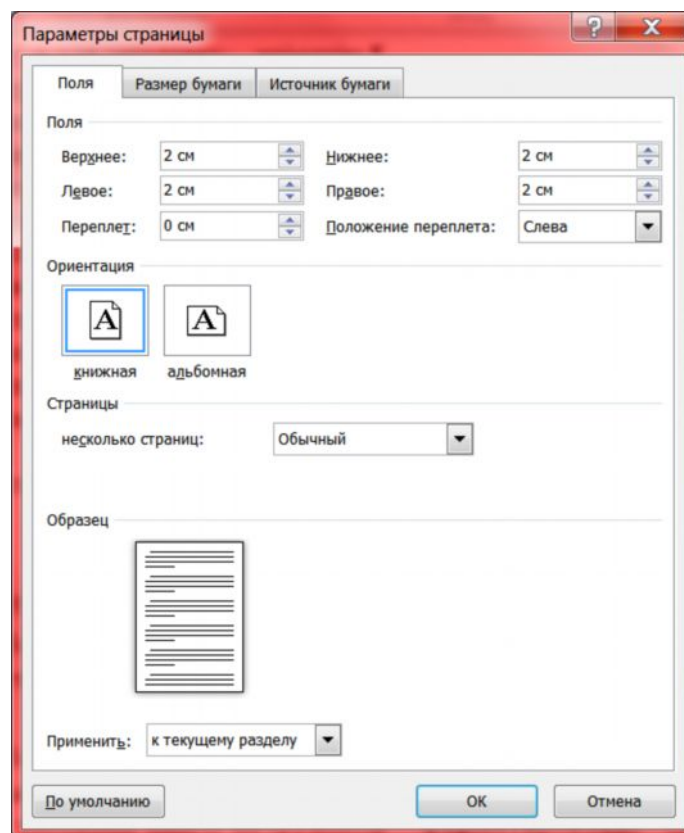 Параметры страницы
Поля Размер бумаги Источник бумаги
Поля
Верхнее: 2 см Нижнее: 2 см
Левое: 2 см Правое: 2 см
Переплет: 0 см Положение переплета: Слева
Ориентация
A A
книжная альбомная
Страницы
несколько страниц: Обычный
Образец
Применить: к текущему разделу
По умолчанию ОК Отмена